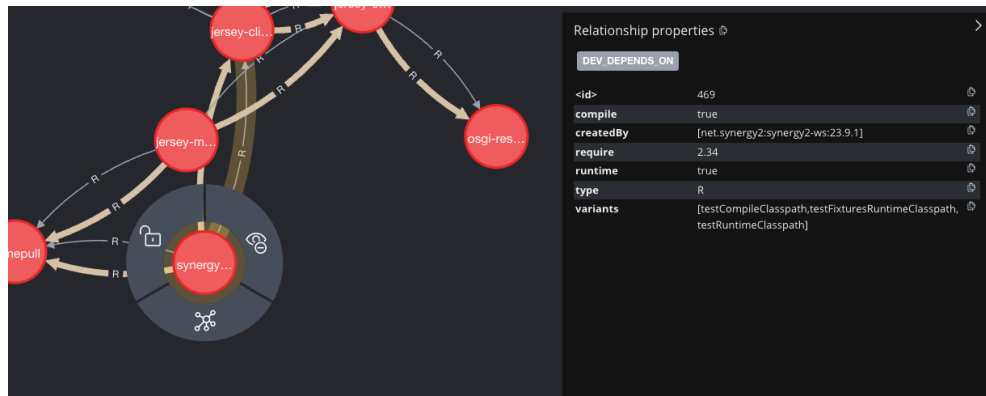 jersey-cli...
R
R
R
jersey-m...
R
osgi-res...
R
R
R
R
R
synergy...
Relationship properties
DEV_DEPENDS_ON
<id> 469
compile true
createdBy [net.synergy2:synergy2-ws:23.9.1]
require 2.34
runtime true
type R
variants [testCompileClasspath,testFixturesRuntimeClasspath,
testRuntimeClasspath]